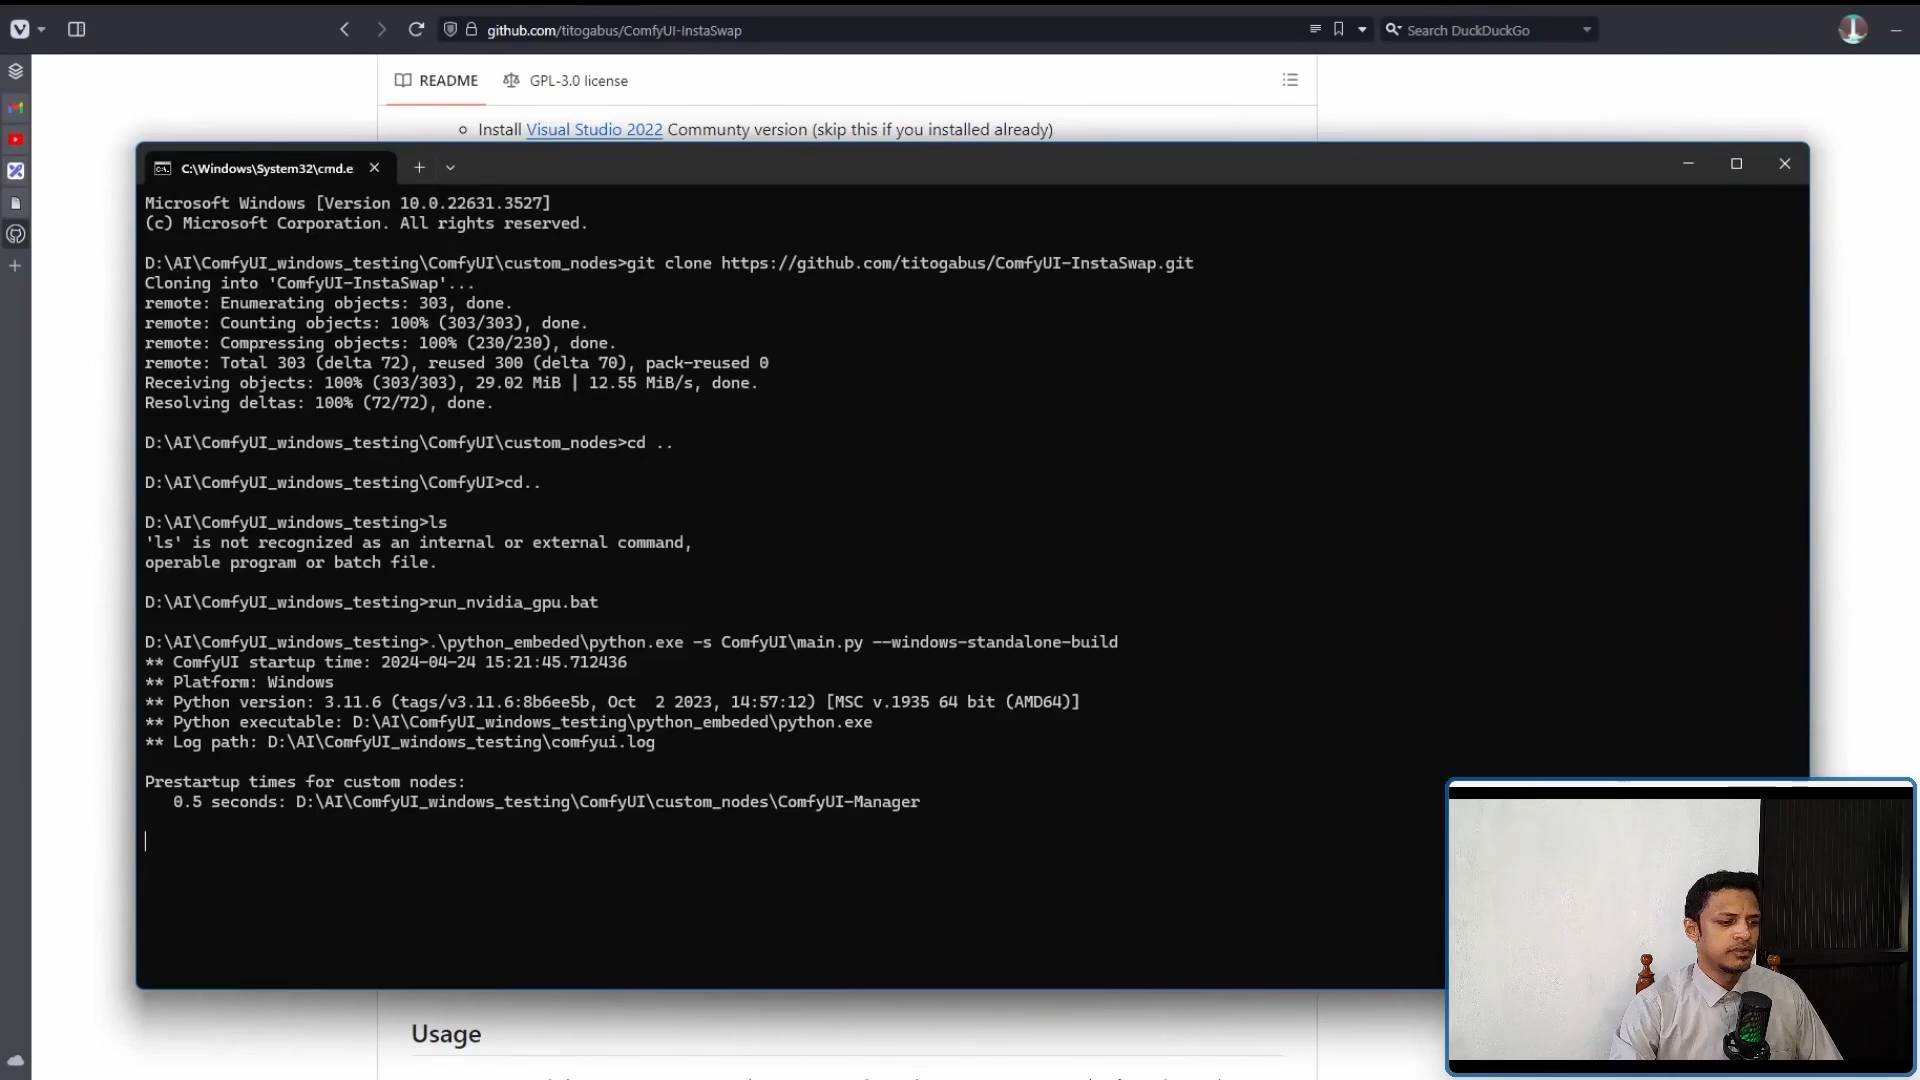 github.com/titogabus/ComfyUI-InstaSwap
Search DuckDuckGo
README
GPL-3.0 license
Install Visual Studio 2022 Communty version (skip this if you installed already)
C:\Windows\System32\cmd.e
Microsoft Windows [Version 10.0.22631.3527]
(c) Microsoft Corporation. All rights reserved.
D:\AI\ComfyUI_windows_testing\ComfyUI\custom_nodes>git clone https://github.com/titogabus/ComfyUI-InstaSwap.git
Cloning into 'ComfyUI-InstaSwap'...
remote: Enumerating objects: 303, done.
remote: Counting objects: 100% (303/303), done.
remote: Compressing objects: 100% (230/230), done.
remote: Total 303 (delta 72), reused 300 (delta 70), pack-reused 0
Receiving objects: 100% (303/303), 29.02 MiB | 12.55 MiB/s, done.
Resolving deltas: 100% (72/72), done.
D:\AI\ComfyUI_windows_testing\ComfyUI\custom_nodes>cd ..
D:\AI\ComfyUI_windows_testing\ComfyUI>cd..
D:\AI\ComfyUI_windows_testing>ls
'ls' is not recognized as an internal or external command,
operable program or batch file.
D:\AI\ComfyUI_windows_testing>run_nvidia_gpu.bat
D:\AI\ComfyUI_windows_testing>.\python_embeded\python.exe -s ComfyUI\main.py --windows-standalone-build
** ComfyUI startup time: 2024-04-24 15:21:45.712436
** Platform: Windows
** Python version: 3.11.6 (tags/v3.11.6:8b6ee5b, Oct  2 2023, 14:57:12) [MSC v.1935 64 bit (AMD64)]
** Python executable: D:\AI\ComfyUI_windows_testing\python_embeded\python.exe
** Log path: D:\AI\ComfyUI_windows_testing\comfyui.log
Prestartup times for custom nodes:
0.5 seconds: D:\AI\ComfyUI_windows_testing\ComfyUI\custom_nodes\ComfyUI-Manager
Usage